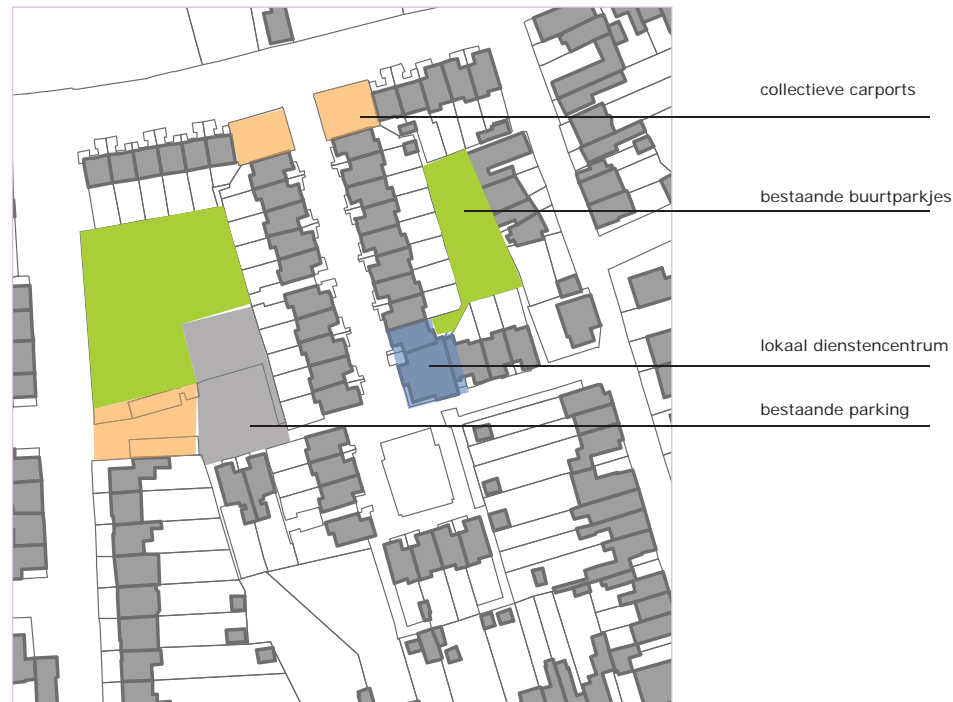 collectieve carports
bestaande buurtparkjes
lokaal dienstencentrum
bestaande parking